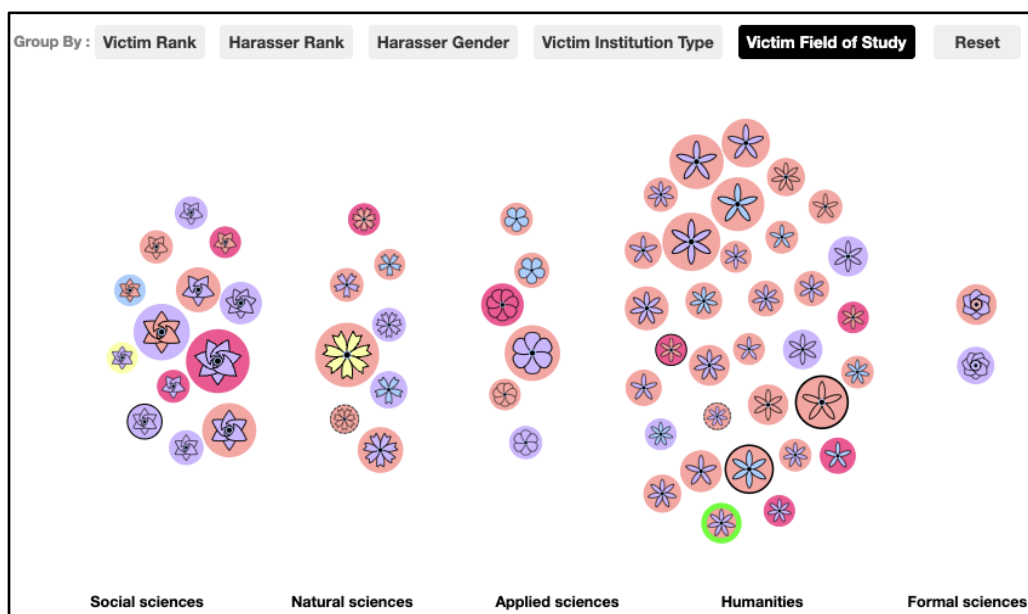 Group By : Victim Rank Harasser Rank Harasser Gender Victim Institution Type Victim Field of Study Reset
Social sciences Natural sciences Applied sciences Humanities Formal sciences